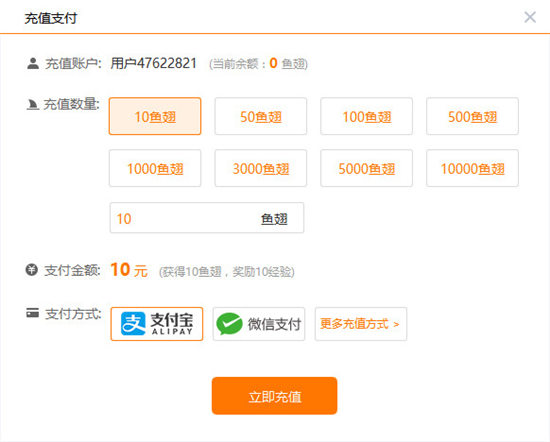 充值支付
充值账户: 用户47622821 (当前余额：0 鱼翅)
充值数量: 10鱼翅 50鱼翅 100鱼翅 500鱼翅
1000鱼翅 3000鱼翅 5000鱼翅 10000鱼翅
10 鱼翅
支付金额: 10 元 (获得10鱼翅，奖励10经验)
支付方式: 支 支付宝 ALIPAY 微信支付 更多充值方式 >
立即充值